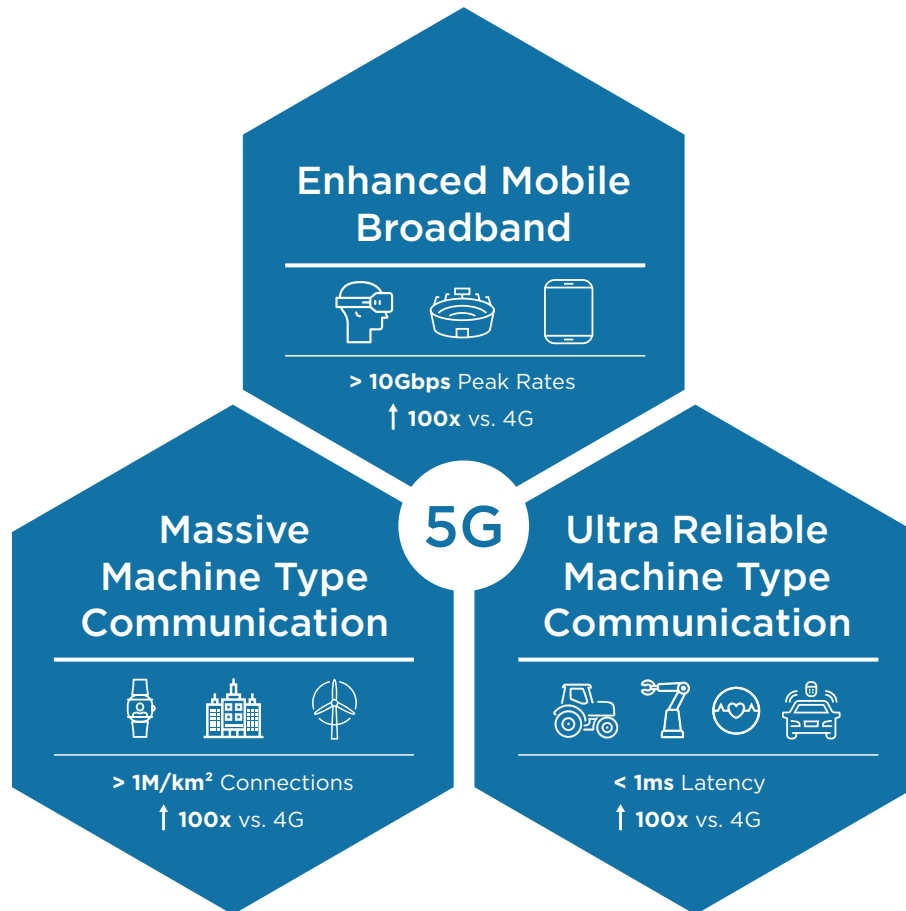 Enhanced Mobile
Broadband
> 10Gbps Peak Rates
↑ 100x vs. 4G
5G
Massive
Machine Type
Communication
> 1M/km² Connections
↑ 100x vs. 4G
Ultra Reliable
Machine Type
Communication
< 1ms Latency
↑ 100x vs. 4G